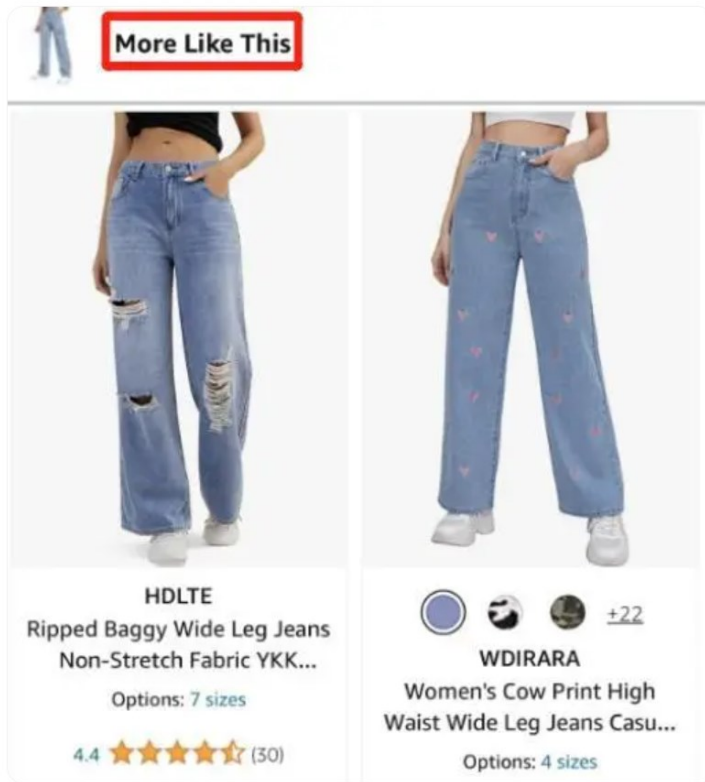 More Like This
HDLTE
Ripped Baggy Wide Leg Jeans
Non-Stretch Fabric YKK...
Options: 7 sizes
4.4 (30)
+22
WDIRARA
Women's Cow Print High
Waist Wide Leg Jeans Casu...
Options: 4 sizes